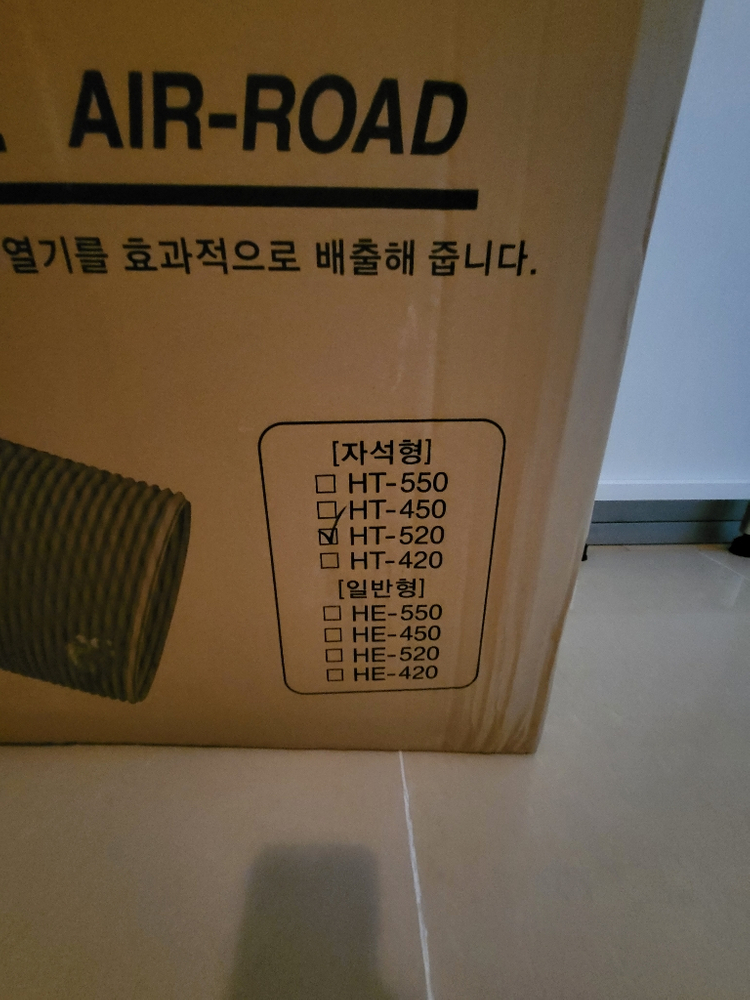 AIR-ROAD
열기를 효과적으로 배출해 줍니다.
[자석형]
☐ HT-550
☐ HT-450
☑ HT-520
☐ HT-420
[일반형]
☐ HE-550
☐ HE-450
☐ HE-520
☐ HE-420